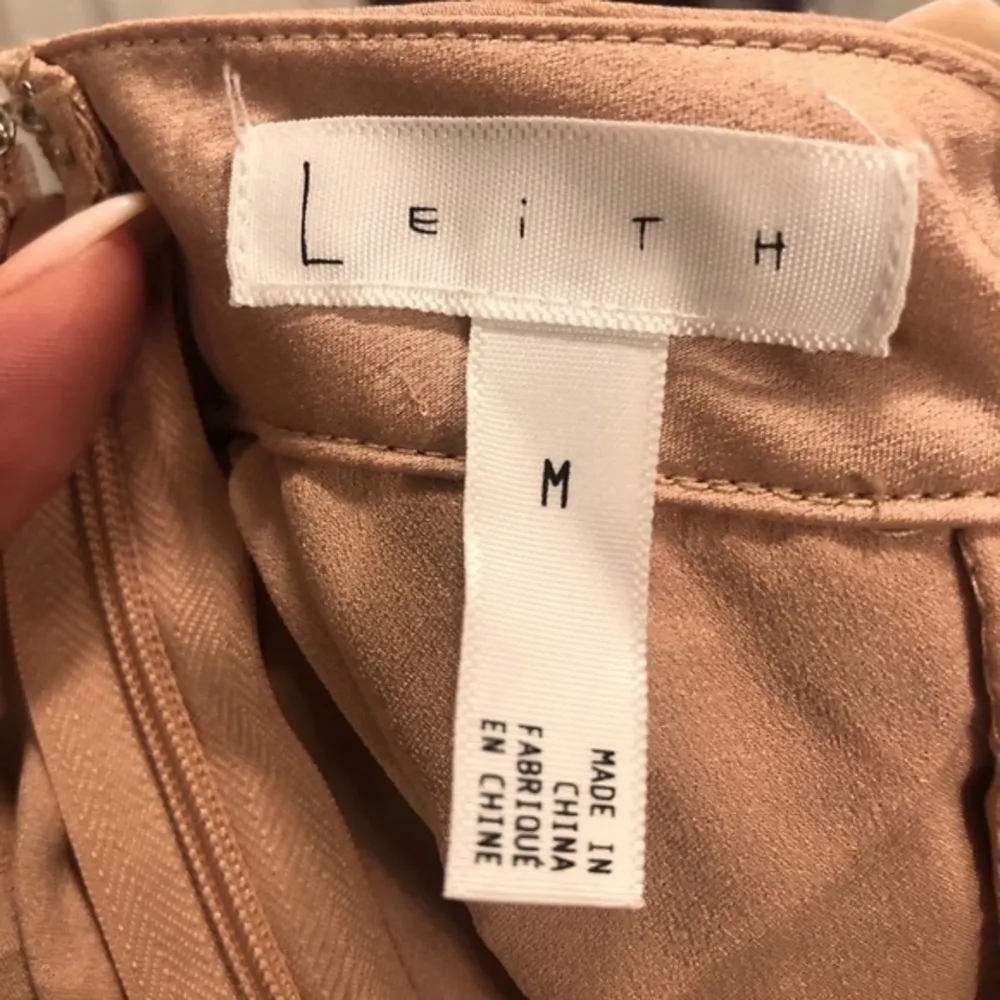 LEiTH
M
MADE IN
CHINA
FABRIQUÉ
EN CHINE